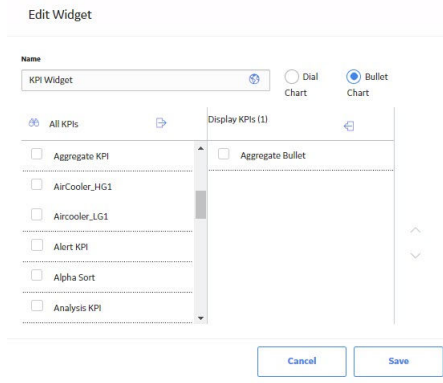 Edit Widget
Name
KPI Widget
Dial Chart
Bullet Chart
All KPIs
Display KPIs (1)
Aggregate KPI
AirCooler_HG1
Aircooler_LG1
Alert KPI
Alpha Sort
Analysis KPI
Aggregate Bullet
Cancel
Save